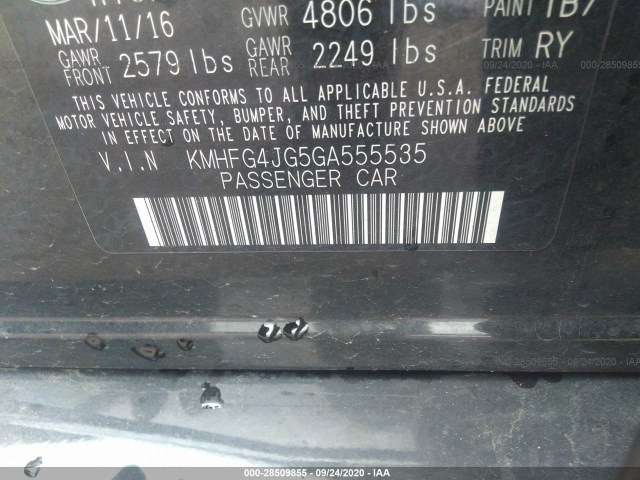 MAR/11/16 GVWR 4806 lbs PAINT TB7
GAWR FRONT 2579 lbs GAWR REAR 2249 lbs TRIM RY
THIS VEHICLE CONFORMS TO ALL APPLICABLE U.S.A. FEDERAL
MOTOR VEHICLE SAFETY, BUMPER, AND THEFT PREVENTION STANDARDS
IN EFFECT ON THE DATE OF MANUFACTURE SHOWN ABOVE
V.I.N KMHFG4JG5GA555535
PASSENGER CAR
000-28509855 - 09/24/2020 - IAA